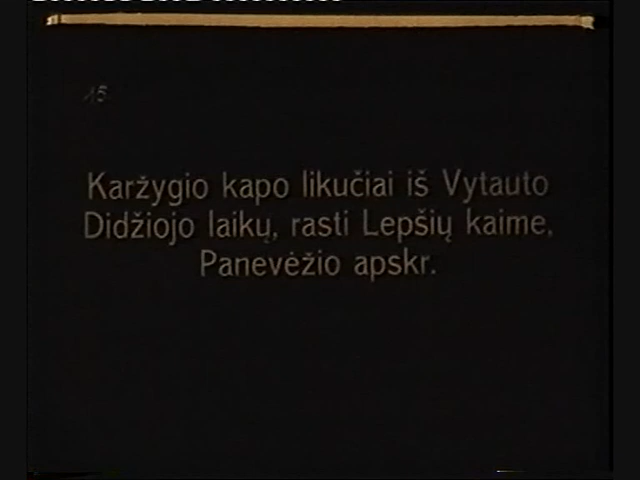 15
Karžygio kapo likučiai iš Vytauto
Didžiojo laikų, rasti Lepšių kaime,
Panevėžio apskr.